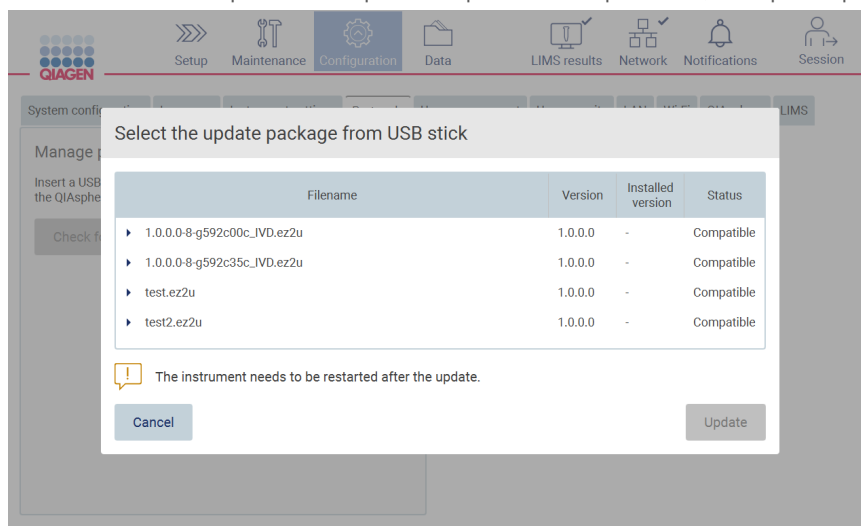 QIAGEN
Setup
Maintenance
Configuration
Data
LIMS results
Network
Notifications
Session
System
LIMS
Manage
Insert a USB
the
Check
Select the update package from USB stick
Filename Version Installed version Status
1.0.0.0-8-g592c00c_IVD.ez2u 1.0.0.0 - Compatible
1.0.0.0-8-g592c35c_IVD.ez2u 1.0.0.0 - Compatible
test.ez2u 1.0.0.0 - Compatible
test2.ez2u 1.0.0.0 - Compatible
! The instrument needs to be restarted after the update.
Cancel
Update